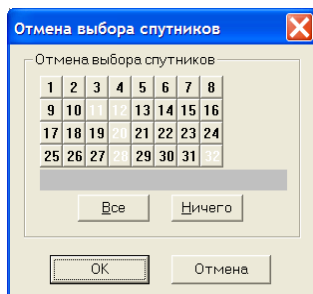 Отмена выбора спутников
Отмена выбора спутников
1 2 3 4 5 6 7 8
9 10 11 12 13 14 15 16
17 18 19 20 21 22 23 24
25 26 27 28 29 30 31 32
Все Ничего
OK Отмена